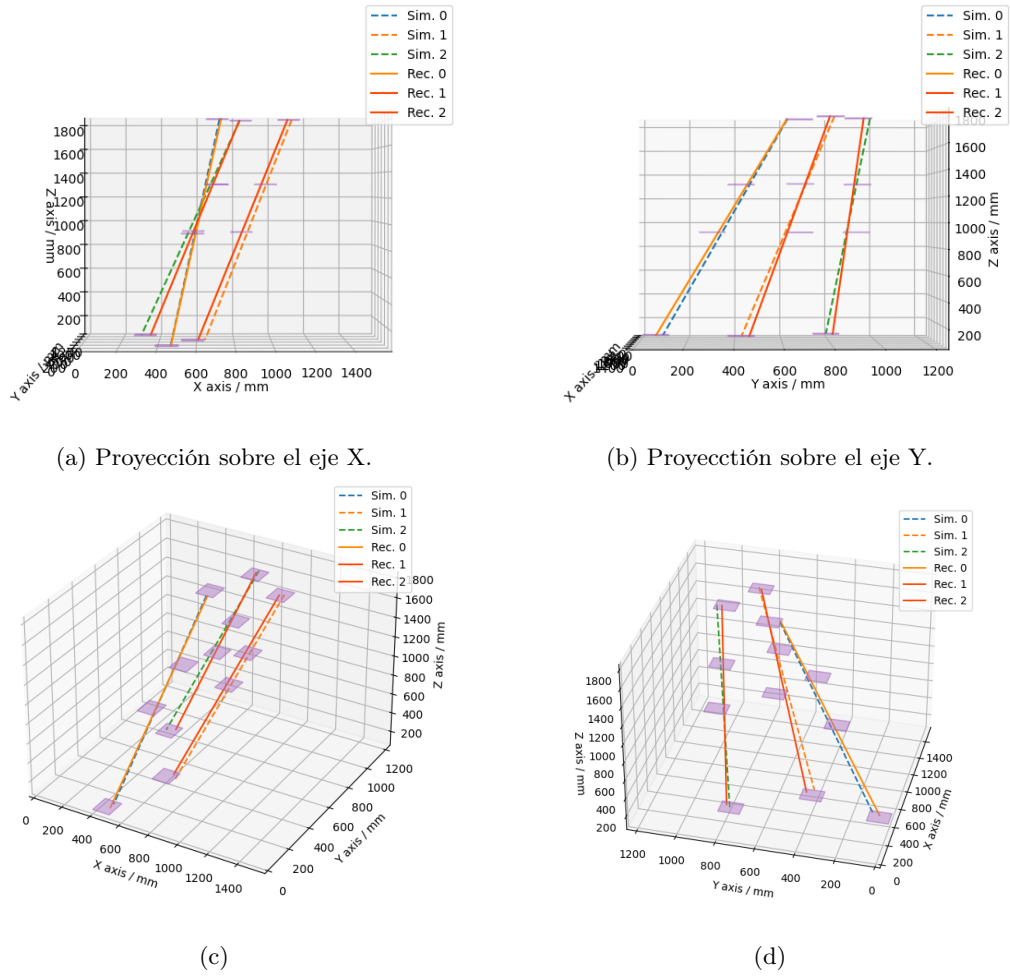 Sim. 0
Sim. 1
Sim. 2
Rec. 0
Rec. 1
Rec. 2
1800
1600
1400
1200
1000
800
600
400
200
Z axis / mm
Y axis / mm
0 200 400 600 800 1000 1200 1400
X axis / mm
(a) Proyección sobre el eje X.
Sim. 0
Sim. 1
Sim. 2
Rec. 0
Rec. 1
Rec. 2
1800
1600
1400
1200
1000
800
600
400
200
Z axis / mm
X axis / mm
0 200 400 600 800 1000 1200
Y axis / mm
(b) Proyecctión sobre el eje Y.
Sim. 0
Sim. 1
Sim. 2
Rec. 0
Rec. 1
Rec. 2
1800
1600
1400
1200
1000
800
600
400
200
Z axis / mm
1200
1000
800
600
400
200
0
Y axis / mm
0 200 400 600 800 1000 1200 1400
X axis / mm
(c)
Sim. 0
Sim. 1
Sim. 2
Rec. 0
Rec. 1
Rec. 2
1800
1600
1400
1200
1000
800
600
400
200
Z axis / mm
1400
1200
1000
800
600
400
200
0
X axis / mm
1200 1000 800 600 400 200 0
Y axis / mm
(d)